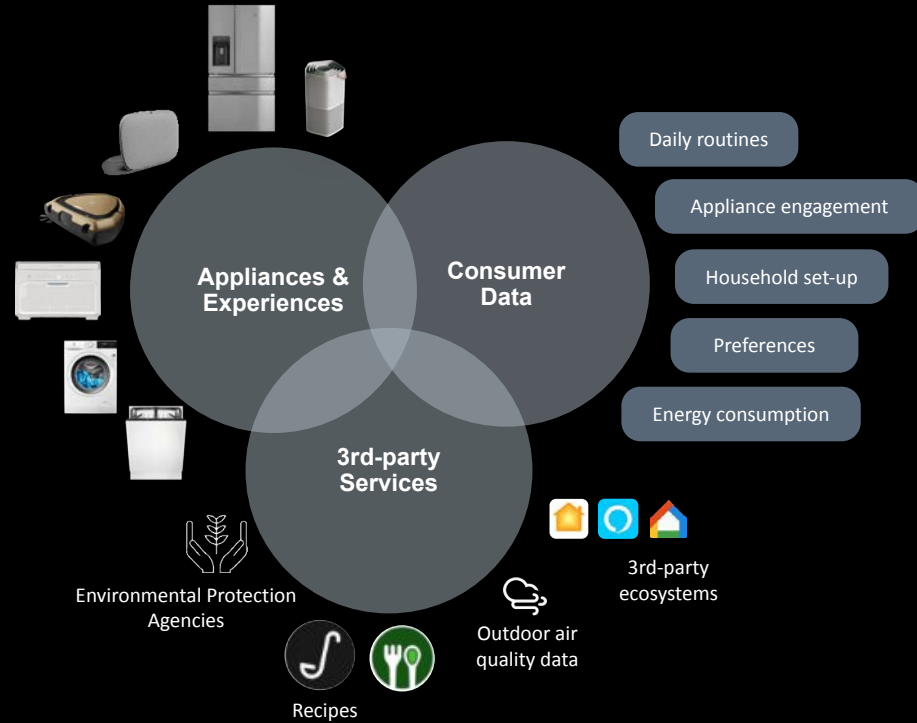 Appliances &
Experiences
Consumer
Data
3rd-party
Services
Daily routines
Appliance engagement
Household set-up
Preferences
Energy consumption
3rd-party
ecosystems
Environmental Protection
Agencies
Outdoor air
quality data
Recipes